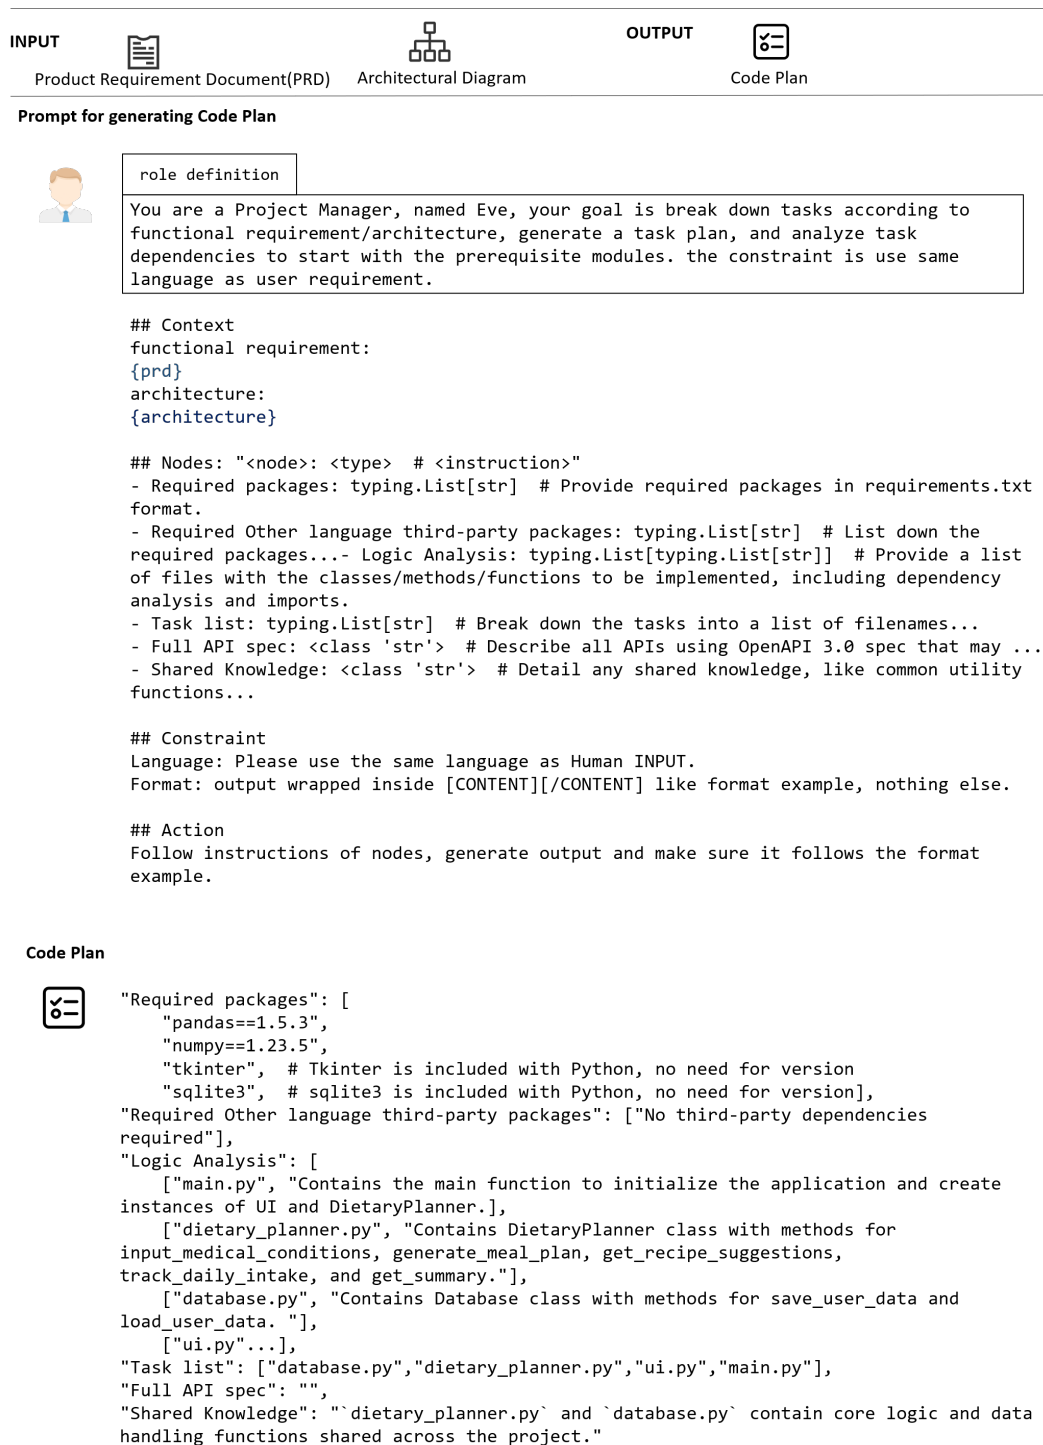 INPUT
OUTPUT
Product Requirement Document(PRD)
Architectural Diagram
Code Plan
Prompt for generating Code Plan
role definition
You are a Project Manager, named Eve, your goal is break down tasks according to
functional requirement/architecture, generate a task plan, and analyze task
dependencies to start with the prerequisite modules. the constraint is use same
language as user requirement.
## Context
functional requirement:
{prd}
architecture:
{architecture}
## Nodes: "<node>: <type>  # <instruction>"
- Required packages: typing.List[str]  # Provide required packages in requirements.txt
format.
- Required Other language third-party packages: typing.List[str]  # List down the
required packages...- Logic Analysis: typing.List[typing.List[str]]  # Provide a list
of files with the classes/methods/functions to be implemented, including dependency
analysis and imports.
- Task list: typing.List[str]  # Break down the tasks into a list of filenames...
- Full API spec: <class 'str'>  # Describe all APIs using OpenAPI 3.0 spec that may ...
- Shared Knowledge: <class 'str'>  # Detail any shared knowledge, like common utility
functions...
## Constraint
Language: Please use the same language as Human INPUT.
Format: output wrapped inside [CONTENT][/CONTENT] like format example, nothing else.
## Action
Follow instructions of nodes, generate output and make sure it follows the format
example.
Code Plan
"Required packages": [
    "pandas==1.5.3",
    "numpy==1.23.5",
    "tkinter",  # Tkinter is included with Python, no need for version
    "sqlite3",  # sqlite3 is included with Python, no need for version],
"Required Other language third-party packages": ["No third-party dependencies
required"],
"Logic Analysis": [
    ["main.py", "Contains the main function to initialize the application and create
instances of UI and DietaryPlanner.],
    ["dietary_planner.py", "Contains DietaryPlanner class with methods for
input_medical_conditions, generate_meal_plan, get_recipe_suggestions,
track_daily_intake, and get_summary."],
    ["database.py", "Contains Database class with methods for save_user_data and
load_user_data. "],
    ["ui.py"...],
"Task list": ["database.py","dietary_planner.py","ui.py","main.py"],
"Full API spec": "",
"Shared Knowledge": "`dietary_planner.py` and `database.py` contain core logic and data
handling functions shared across the project."